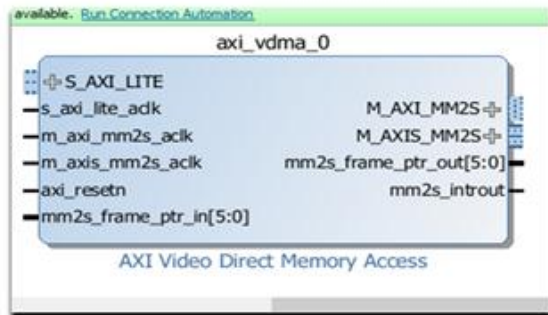 available. Run Connection Automation
axi_vdma_0
S_AXI_LITE
s_axi_lite_aclk
m_axi_mm2s_aclk
m_axis_mm2s_aclk
axi_resetn
mm2s_frame_ptr_in[5:0]
M_AXI_MM2S
M_AXIS_MM2S
mm2s_frame_ptr_out[5:0]
mm2s_introut
AXI Video Direct Memory Access